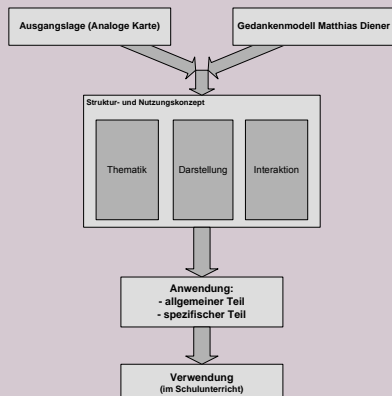 Ausgangslage (Analoge Karte)
Gedankenmodell Matthias Diener
Struktur- und Nutzungskonzept
Thematik
Darstellung
Interaktion
Anwendung:
- allgemeiner Teil
- spezifischer Teil
Verwendung
(im Schulunterricht)